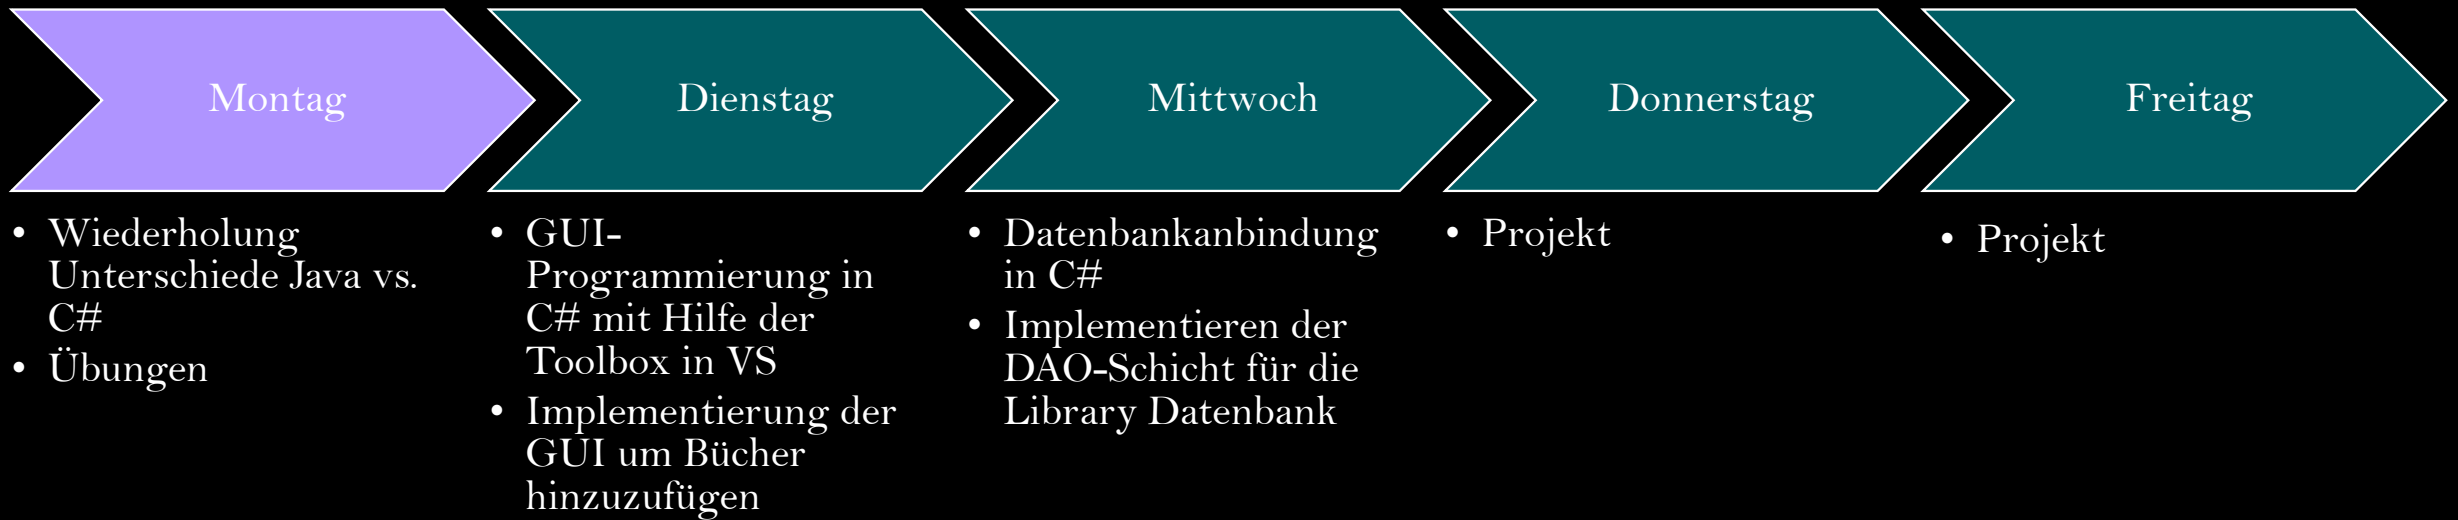 Montag
Dienstag
Mittwoch
Donnerstag
Freitag
• Wiederholung
Unterschiede Java vs.
C#
• Übungen
• GUI-
Programmierung in
C# mit Hilfe der
Toolbox in VS
• Implementierung der
GUI um Bücher
hinzuzufügen
• Datenbankanbindung
in C#
• Implementieren der
DAO-Schicht für die
Library Datenbank
• Projekt
• Projekt